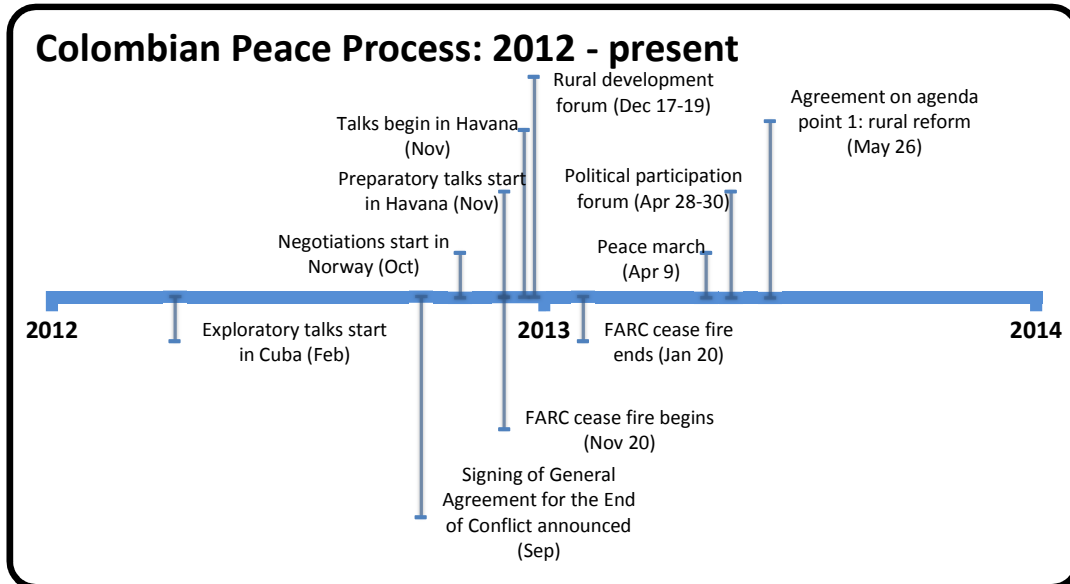 Colombian Peace Process: 2012 - present
Rural development
forum (Dec 17-19)
Agreement on agenda
point 1: rural reform
(May 26)
Talks begin in Havana
(Nov)
Preparatory talks start
in Havana (Nov)
Political participation
forum (Apr 28-30)
Negotiations start in
Norway (Oct)
Peace march
(Apr 9)
2012
2013
2014
Exploratory talks start
in Cuba (Feb)
FARC cease fire
ends (Jan 20)
FARC cease fire begins
(Nov 20)
Signing of General
Agreement for the End
of Conflict announced
(Sep)